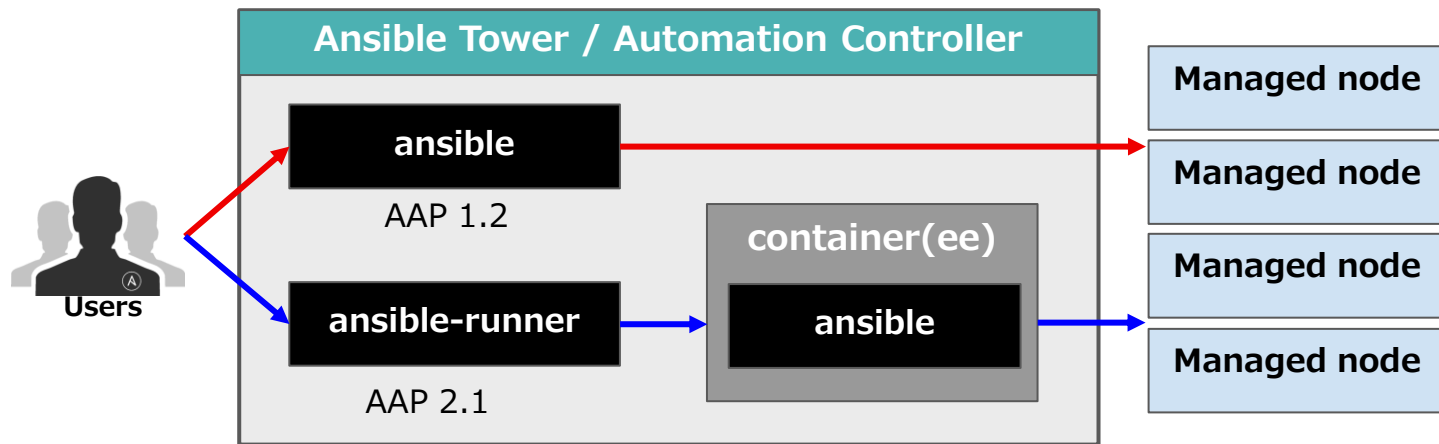 Ansible Tower / Automation Controller
ansible
AAP 1.2
container(ee)
ansible
ansible-runner
AAP 2.1
A
Users
Managed node
Managed node
Managed node
Managed node